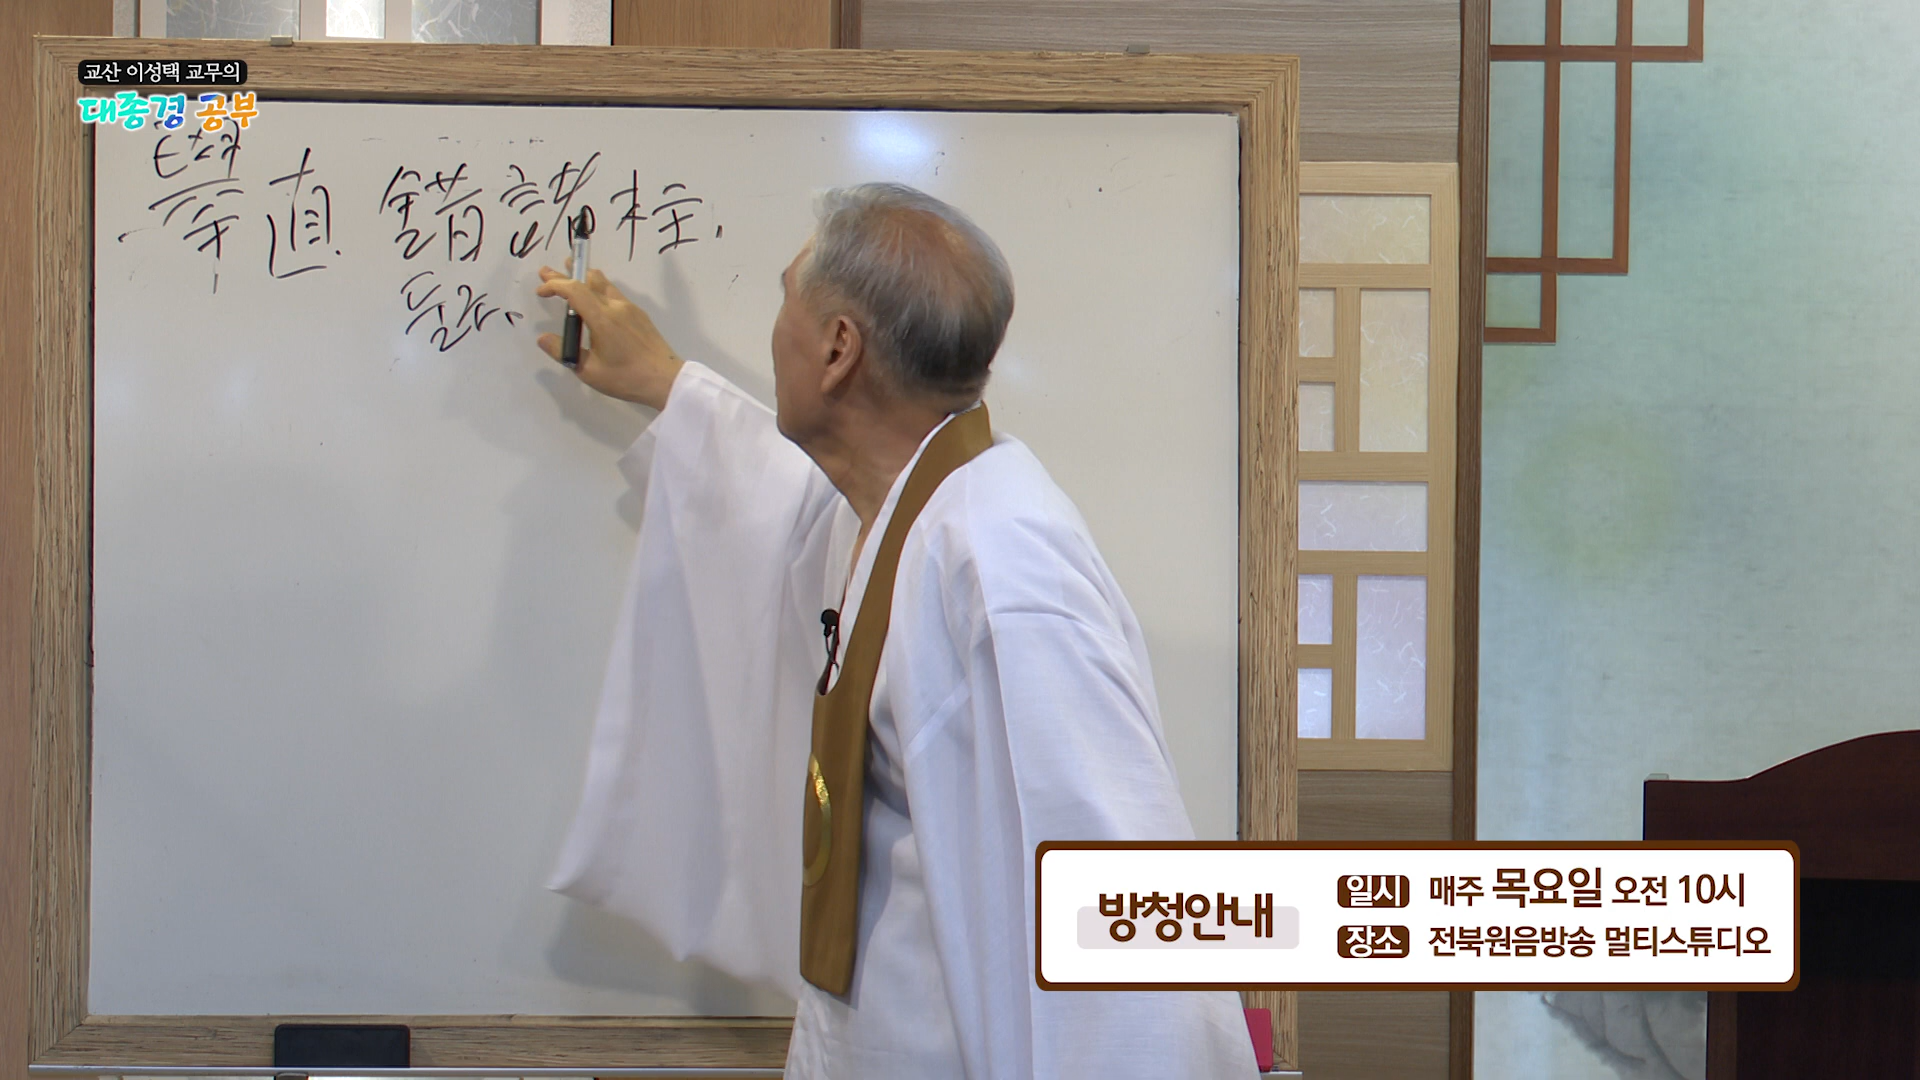 교산 이성택 교무의
대종경 공부
擧直錯諸枉.
둘조
방청안내
일시 매주 목요일 오전 10시
장소 전북원음방송 멀티스튜디오